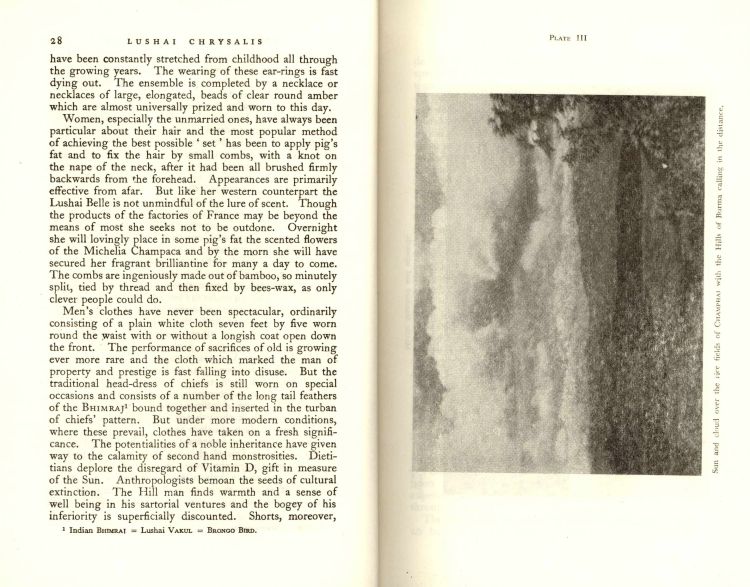 28 LUSHAI CHRYSALIS
have been constantly stretched from childhood all through
the growing years. The wearing of these ear-rings is fast
dying out. The ensemble is completed by a necklace or
necklaces of large, elongated, beads of clear round amber
which are almost universally prized and worn to this day.
Women, especially the unmarried ones, have always been
particular about their hair and the most popular method
of achieving the best possible ‘ set ’ has been to apply pig’s
fat and to fix the hair by small combs, with a knot on
the nape of the neck, after it had been all brushed firmly
backwards from the forehead. Appearances are primarily
effective from afar. But like her western counterpart the
Lushai Belle is not unmindful of the lure of scent. Though
the products of the factories of France may be beyond the
means of most she seeks not to be outdone. Overnight
she will lovingly place in some pig’s fat the scented flowers
of the Michelia Champaca and by the morn she will have
secured her fragrant brilliantine for many a day to come.
The combs are ingeniously made out of bamboo, so minutely
split, tied by thread and then fixed by bees-wax, as only
clever people could do.
Men’s clothes have never been spectacular, ordinarily
consisting of a plain white cloth seven feet by five worn
round the waist with or without a longish coat open down
the front. The performance of sacrifices of old is growing
ever more rare and the cloth which marked the man of
property and prestige is fast falling into disuse. But the
traditional head-dress of chiefs is still worn on special
occasions and consists of a number of the long tail feathers
of the BHIMRAJ¹ bound together and inserted in the turban
of chiefs’ pattern. But under more modern conditions,
where these prevail, clothes have taken on a fresh signifi-
cance. The potentialities of a noble inheritance have given
way to the calamity of second hand monstrosities. Dieti-
tians deplore the disregard of Vitamin D, gift in measure
of the Sun. Anthropologists bemoan the seeds of cultural
extinction. The Hill man finds warmth and a sense of
well being in his sartorial ventures and the bogey of his
inferiority is superficially discounted. Shorts, moreover,
¹ Indian BHIMRAJ = Lushai VAKUL = BRONGO BIRD.
PLATE III
Sun and cloud over the rice fields of CHAMPHAI with the Hills of Burma calling in the distance.